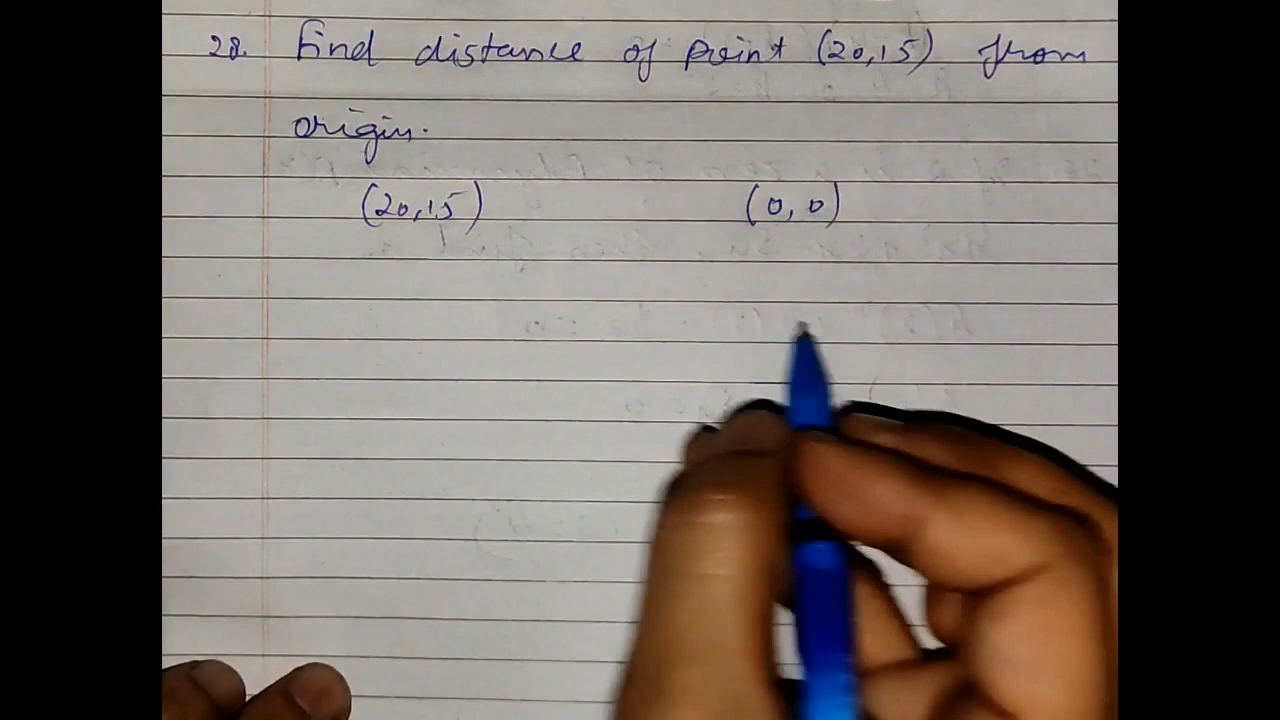 28. Find distance of point (20,15) from
origin.
(20,15) (0,0)